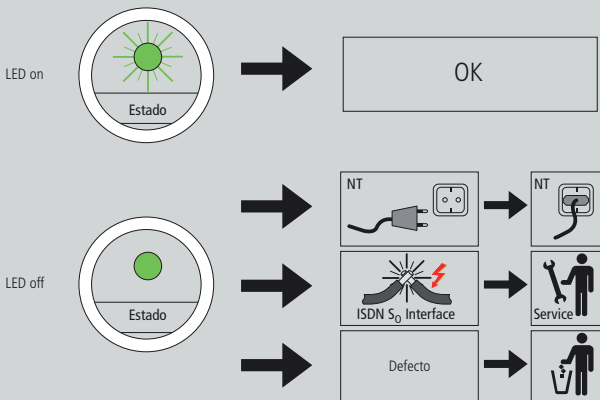 LED on
Estado
OK
LED off
Estado
NT
NT
ISDN S0 Interface
Service
Defecto